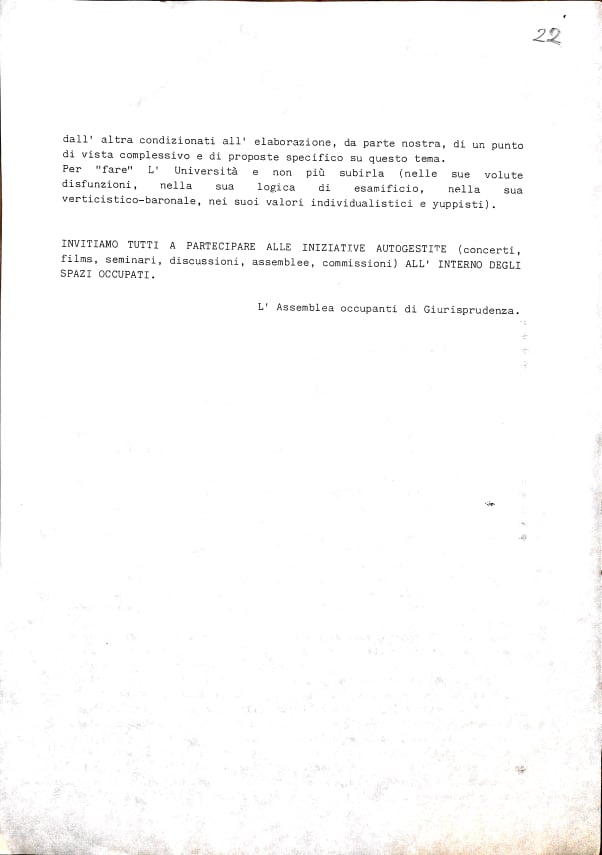 22
dall' altra condizionati all' elaborazione, da parte nostra, di un punto
di vista complessivo e di proposte specifico su questo tema.
Per "fare" L' Università e non più subirla (nelle sue volute
disfunzioni, nella sua logica di esamificio, nella sua
verticistico-baronale, nei suoi valori individualistici e yuppisti).
INVITIAMO TUTTI A PARTECIPARE ALLE INIZIATIVE AUTOGESTITE (concerti,
films, seminari, discussioni, assemblee, commissioni) ALL' INTERNO DEGLI
SPAZI OCCUPATI.
L' Assemblea occupanti di Giurisprudenza.